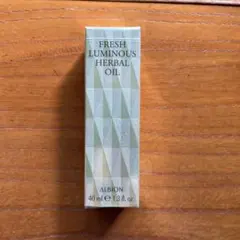 FRESH
LUMINOUS
HERBAL
OIL
ALBION
40 ml e 1.3 fl.oz